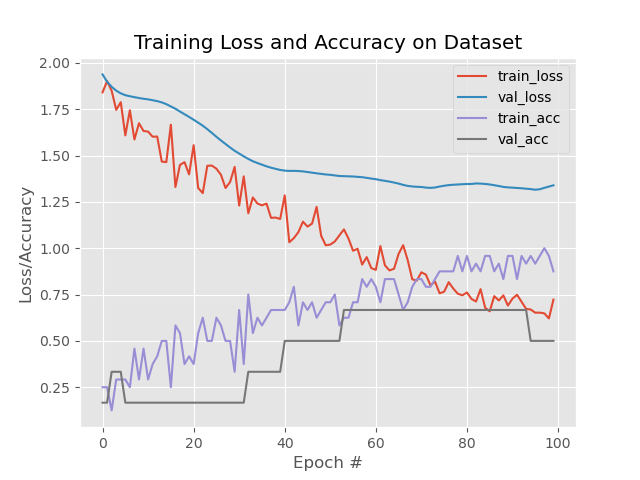 Training Loss and Accuracy on Dataset
2.00
1.75
1.50
1.25
1.00
0.75
0.50
0.25
Loss/Accuracy
train_loss
val_loss
train_acc
val_acc
0 20 40 60 80 100
Epoch #